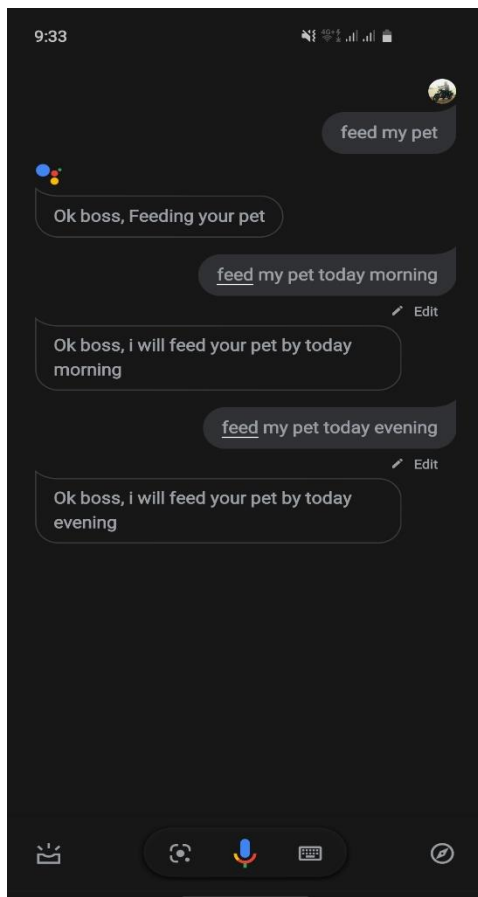 9:33
4G+
feed my pet
Ok boss, Feeding your pet
feed my pet today morning
Edit
Ok boss, i will feed your pet by today
morning
feed my pet today evening
Edit
Ok boss, i will feed your pet by today
evening